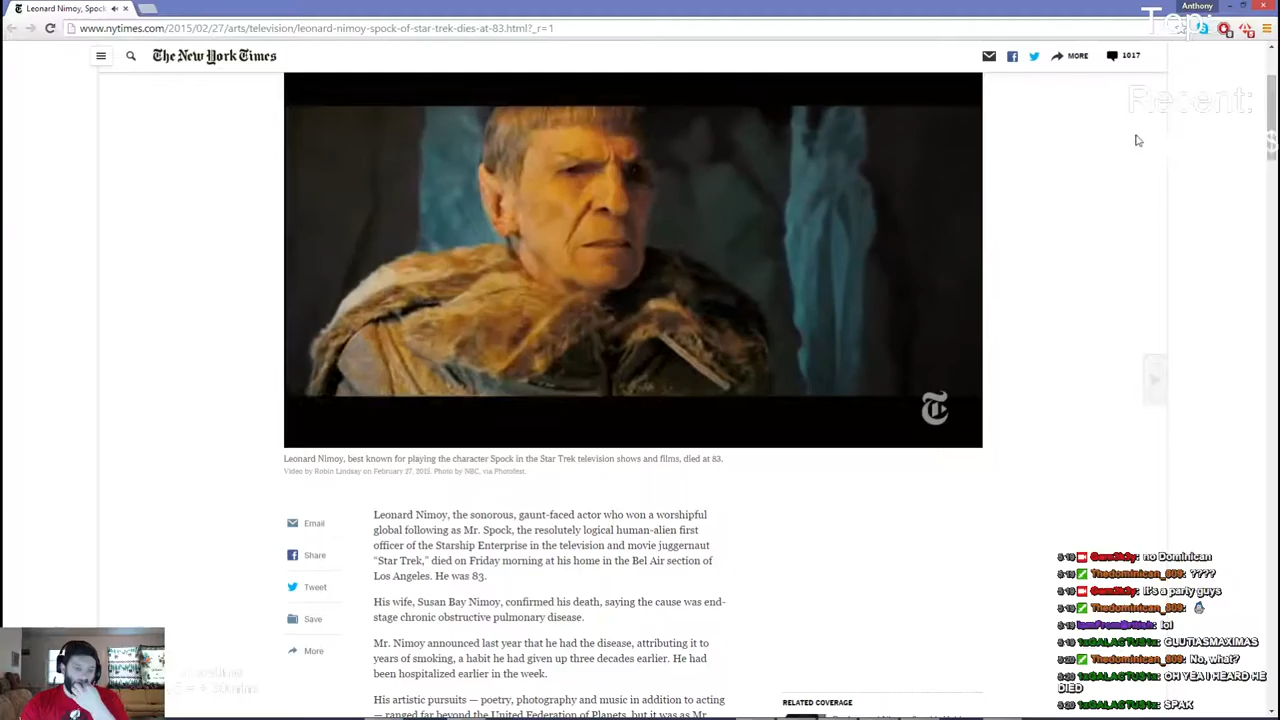 Leonard Nimoy, Spock
Anthony
www.nytimes.com/2015/02/27/arts/television/leonard-nimoy-spock-of-star-trek-dies-at-83.html?_r=1
Top:
The New York Times
MORE
1017
Recent:
$
Leonard Nimoy, best known for playing the character Spock in the Star Trek television shows and films, died at 83.
Video by Robin Lindsay on February 27, 2015. Photo by NBC, via Photofest.
Email
Share
Tweet
Save
More
Leonard Nimoy, the sonorous, gaunt-faced actor who won a worshipful
global following as Mr. Spock, the resolutely logical human-alien first
officer of the Starship Enterprise in the television and movie juggernaut
“Star Trek,” died on Friday morning at his home in the Bel Air section of
Los Angeles. He was 83.
His wife, Susan Bay Nimoy, confirmed his death, saying the cause was end-
stage chronic obstructive pulmonary disease.
Mr. Nimoy announced last year that he had the disease, attributing it to
years of smoking, a habit he had given up three decades earlier. He had
been hospitalized earlier in the week.
His artistic pursuits — poetry, photography and music in addition to acting
— ranged far beyond the United Federation of Planets, but it was as Mr.
RELATED COVERAGE
no Dominican
Thedominican_809: ????
It's a party guys
Thedominican_809:
lol
1xGALACTUS1x: GLUTIASMAXIMAS
Thedominican_809: No, what?
1xGALACTUS1x: OH YEA I HEARD HE
DIED
1xGALACTUS1x: SPAK